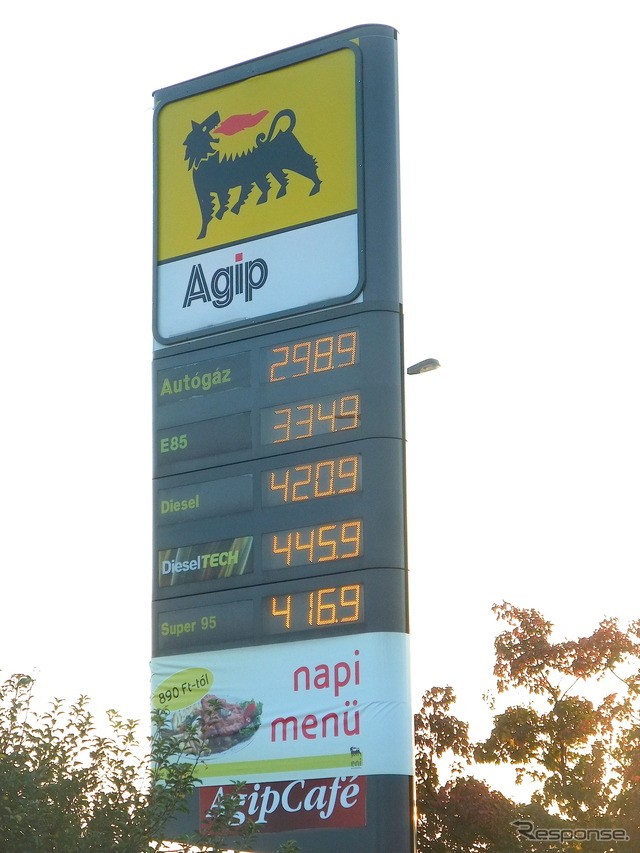 Agip
Autógáz 298.9
E85 334.9
Diesel 420.9
DieselTECH 445.9
Super 95 416.9
890 Ft-tól
napi
menü
eni
AgipCafé
Response.